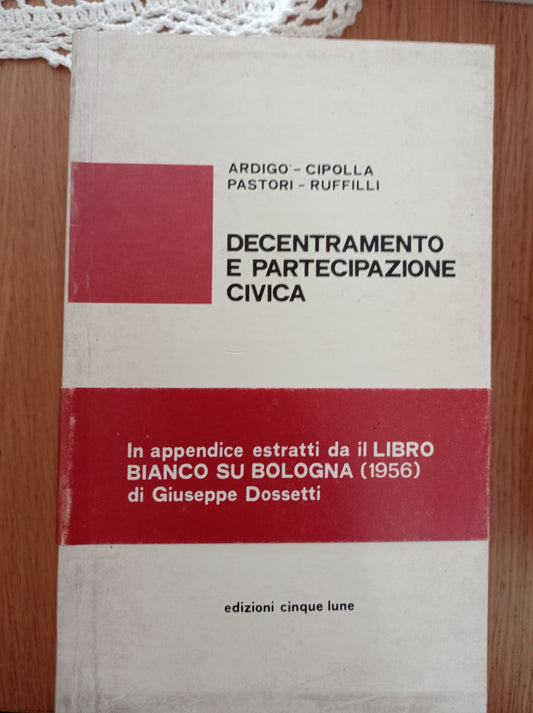 ARDIGO' - CIPOLLA
PASTORI - RUFFILLI
DECENTRAMENTO
E PARTECIPAZIONE
CIVICA
In appendice estratti da il LIBRO
BIANCO SU BOLOGNA (1956)
di Giuseppe Dossetti
edizioni cinque lune